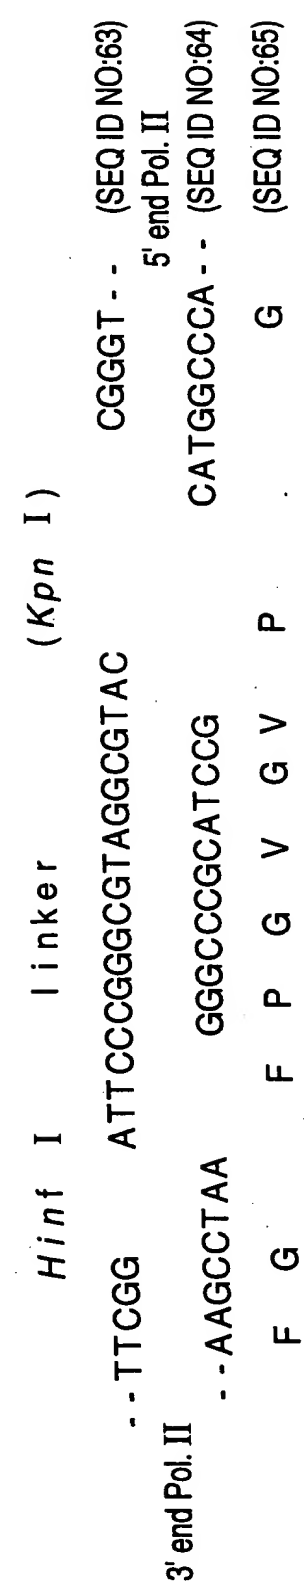 Hinf I linker (Kpn I)
--TTCGG ATTCCCGGGCGTAGGCGTAC CGGGT-- (SEQ ID NO:63)
3' end Pol. II 5' end Pol. II
--AAGCCTAA GGGCCCGCATCCG CATGGCCCA-- (SEQ ID NO:64)
F G F P G V G V P G (SEQ ID NO:65)